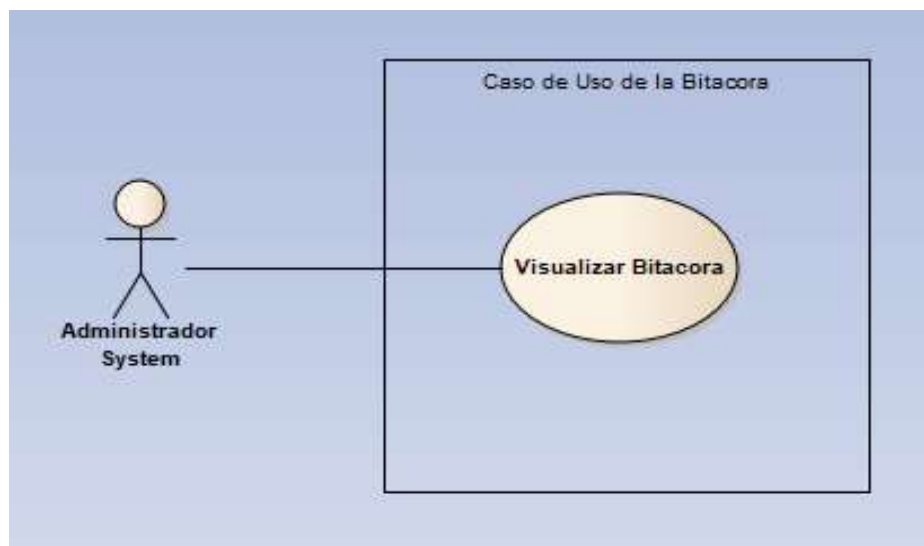 Caso de Uso de la Bitacora
Visualizar Bitacora
Administrador
System